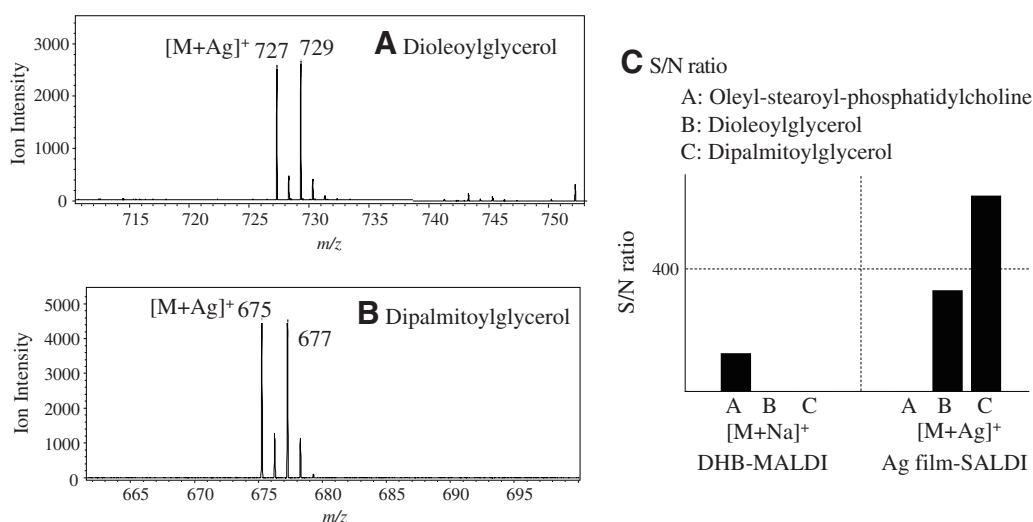 A Dioleoylglycerol
[M+Ag]+ 727 729
Ion Intensity
3000
2000
1000
0
715 720 725 730 735 740 745 750
m/z
B Dipalmitoylglycerol
[M+Ag]+ 675
677
Ion Intensity
5000
4000
3000
2000
1000
0
665 670 675 680 685 690 695
m/z
C S/N ratio
A: Oleyl-stearoyl-phosphatidylcholine
B: Dioleoylglycerol
C: Dipalmitoylglycerol
S/N ratio
400
A B C A B C
[M+Na]+ [M+Ag]+
DHB-MALDI Ag film-SALDI